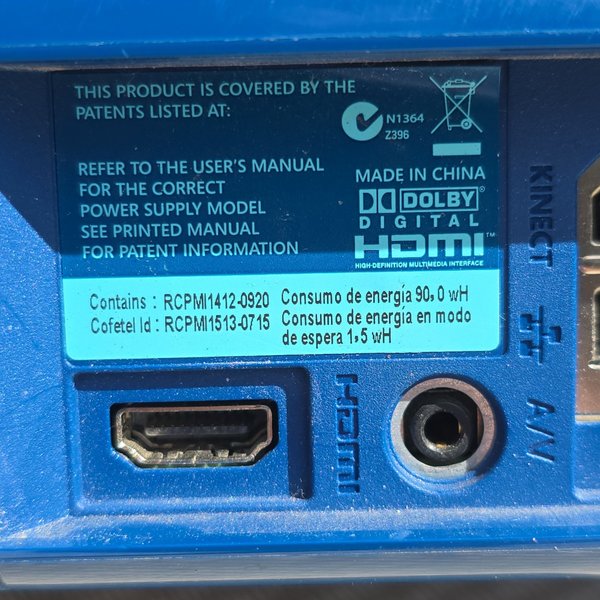 THIS PRODUCT IS COVERED BY THE
PATENTS LISTED AT:
N1364
Z396
REFER TO THE USER'S MANUAL
FOR THE CORRECT
POWER SUPPLY MODEL
SEE PRINTED MANUAL
FOR PATENT INFORMATION
MADE IN CHINA
DOLBY®
DIGITAL
HDMI™
HIGH-DEFINITION MULTIMEDIA INTERFACE
Contains : RCPMI1412-0920
Cofetel Id : RCPMI1513-0715
Consumo de energía 90.0 wH
Consumo de energía en modo
de espera 1.5 wH
KINECT
HDMI
A/V